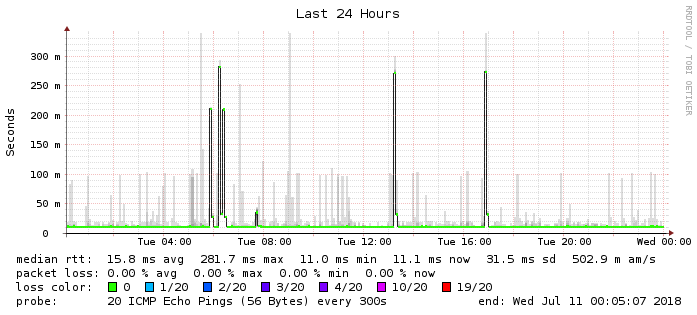 Last 24 Hours
RRDTOOL / TOBI OETIKER
Seconds
300 m
250 m
200 m
150 m
100 m
50 m
0
Tue 04:00 Tue 08:00 Tue 12:00 Tue 16:00 Tue 20:00 Wed 00:00
median rtt: 15.8 ms avg 281.7 ms max 11.0 ms min 11.1 ms now 31.5 ms sd 502.9 m am/s
packet loss: 0.00 % avg 0.00 % max 0.00 % min 0.00 % now
loss color: 0 1/20 2/20 3/20 4/20 10/20 19/20
probe: 20 ICMP Echo Pings (56 Bytes) every 300s end: Wed Jul 11 00:05:07 2018